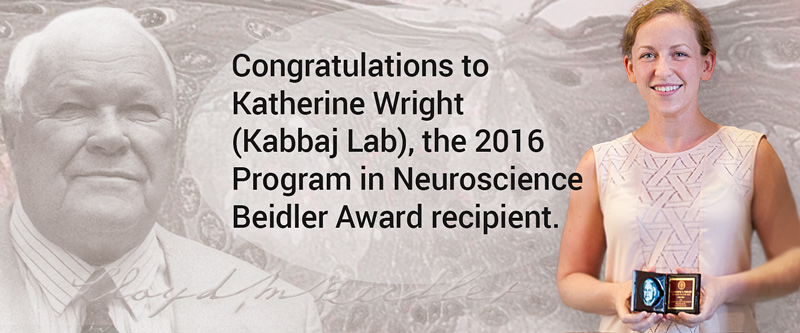 Congratulations to
Katherine Wright
(Kabbaj Lab), the 2016
Program in Neuroscience
Beidler Award recipient.